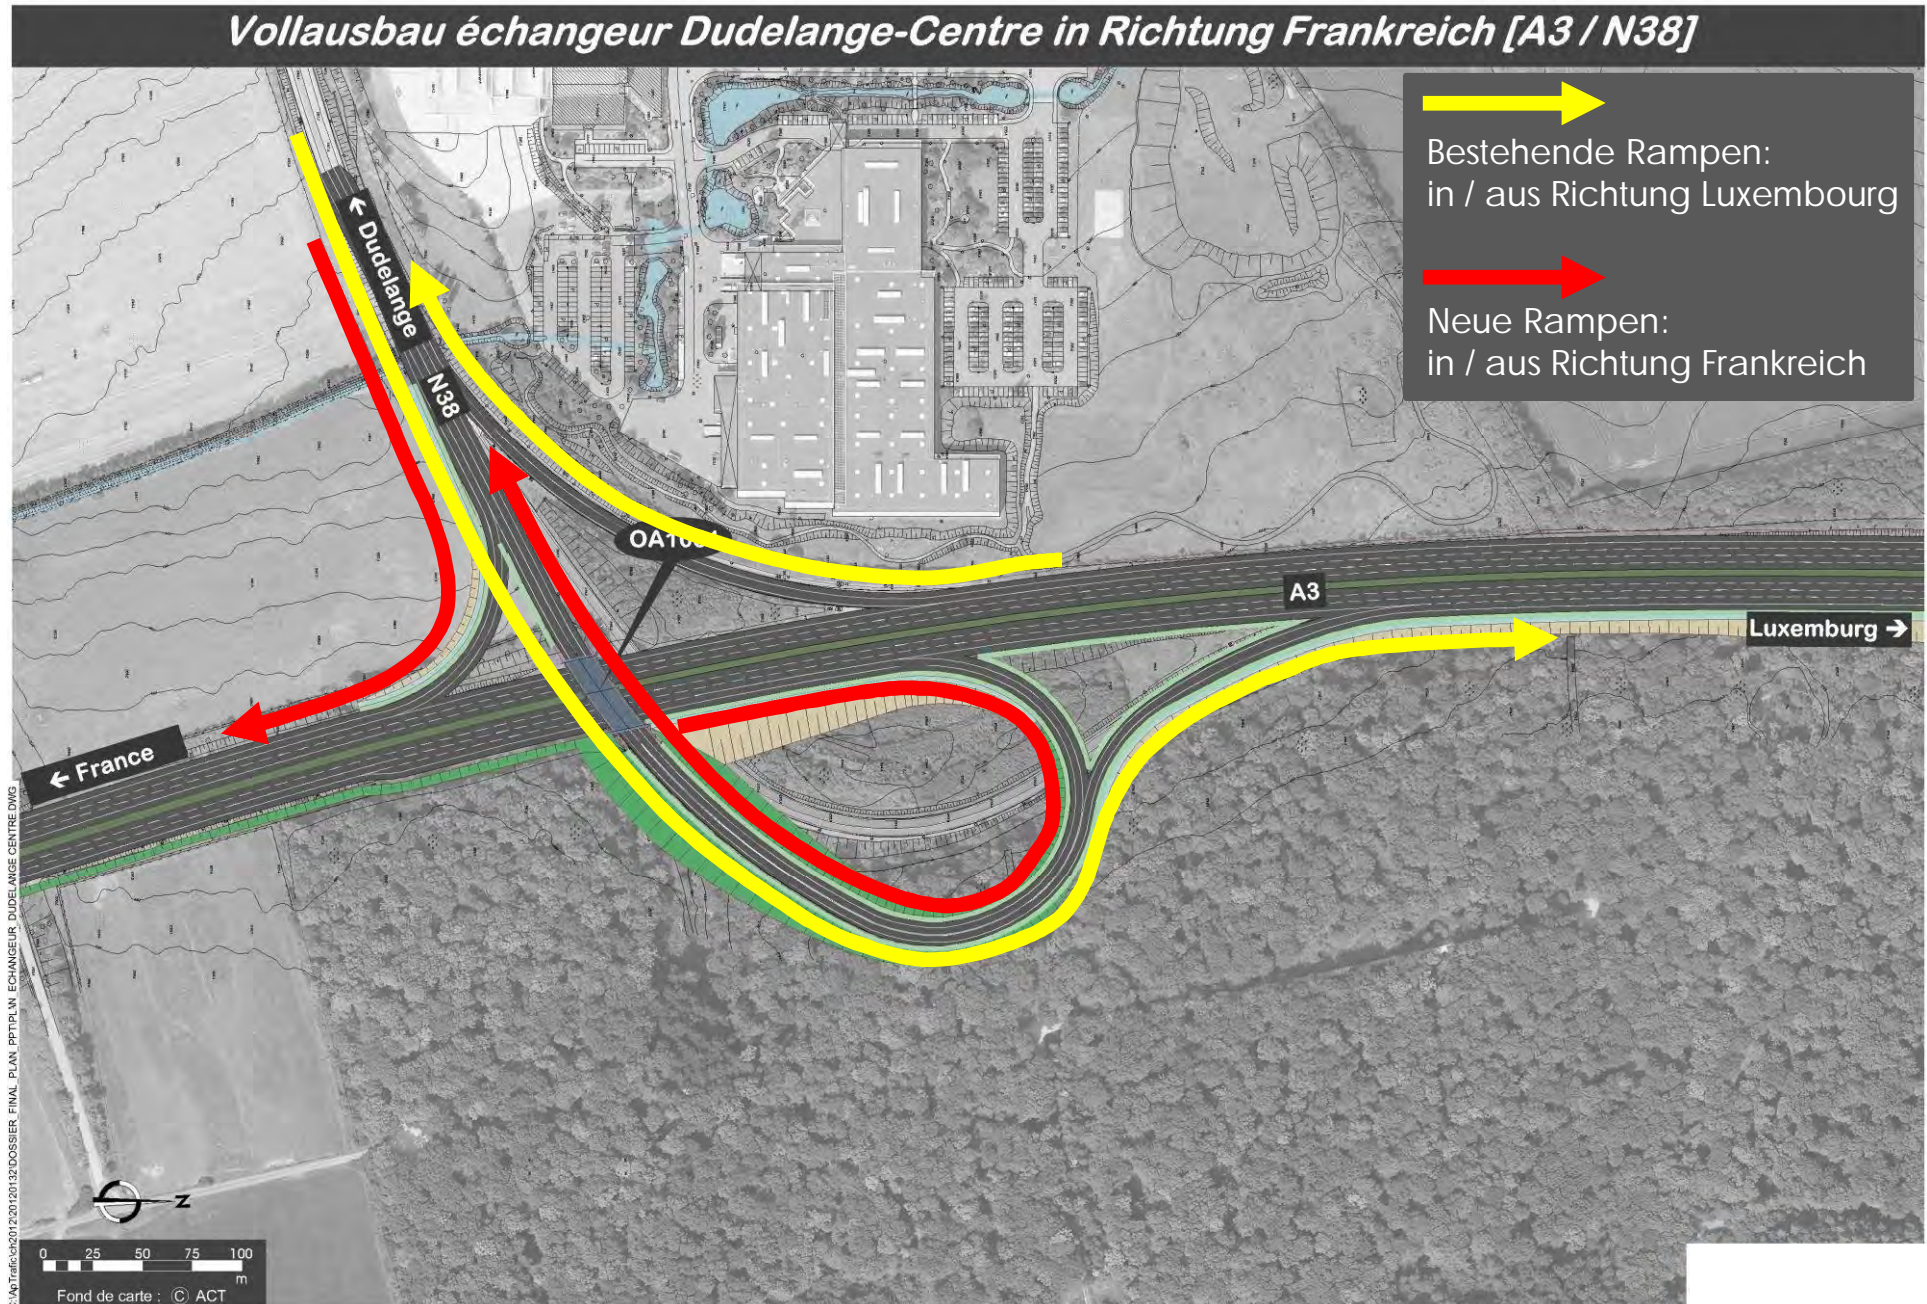 Vollausbau échangeur Dudelange-Centre in Richtung Frankreich [A3 / N38]
Bestehende Rampen:
in / aus Richtung Luxembourg
Neue Rampen:
in / aus Richtung Frankreich
← Dudelange
N38
A3
Luxemburg →
← France
Z
0 25 50 75 100
m
Fond de carte : © ACT